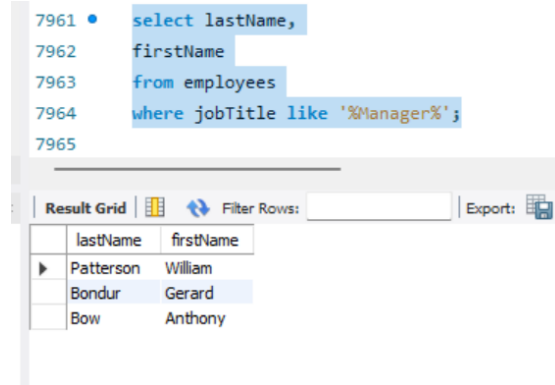 7961 select lastName,
7962 firstName
7963 from employees
7964 where jobTitle like '%Manager%';
7965
Result Grid Filter Rows: Export:
lastName firstName
Patterson William
Bondur Gerard
Bow Anthony